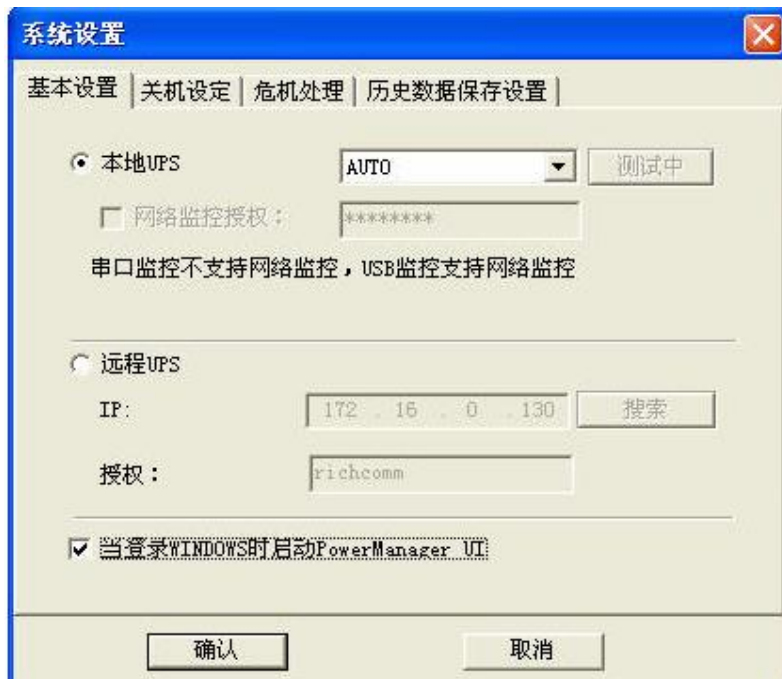 系统设置
基本设置 关机设定 危机处理 历史数据保存设置
本地UPS AUTO 测试中
网络监控授权: ********
串口监控不支持网络监控,USB监控支持网络监控
远程UPS
IP: 172 . 16 . 0 . 130 搜索
授权: richcomm
当登录WINDOWS时启动PowerManager UI
确认 取消